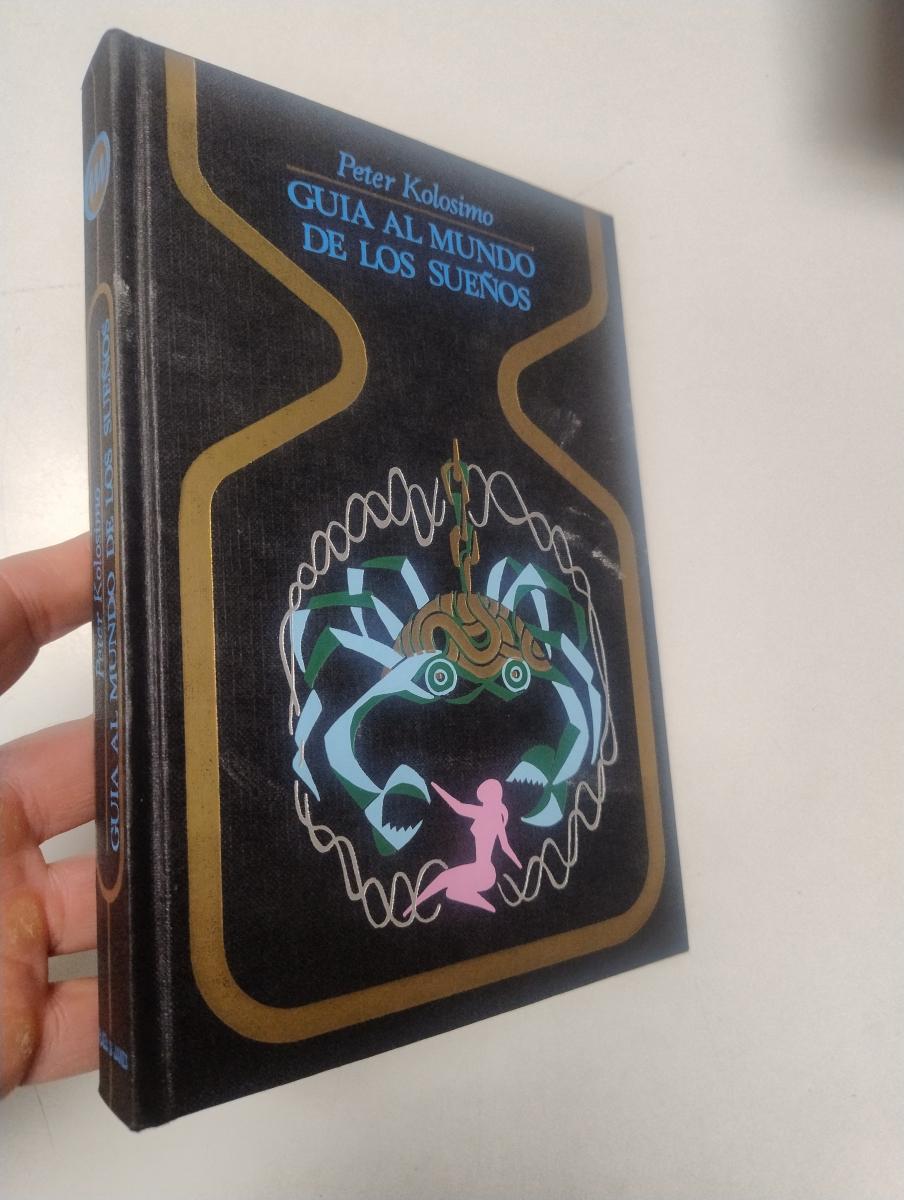 Peter Kolosimo
GUIA AL MUNDO
DE LOS SUEÑOS
Peter Kolosimo
GUIA AL MUNDO DE LOS SUEÑOS